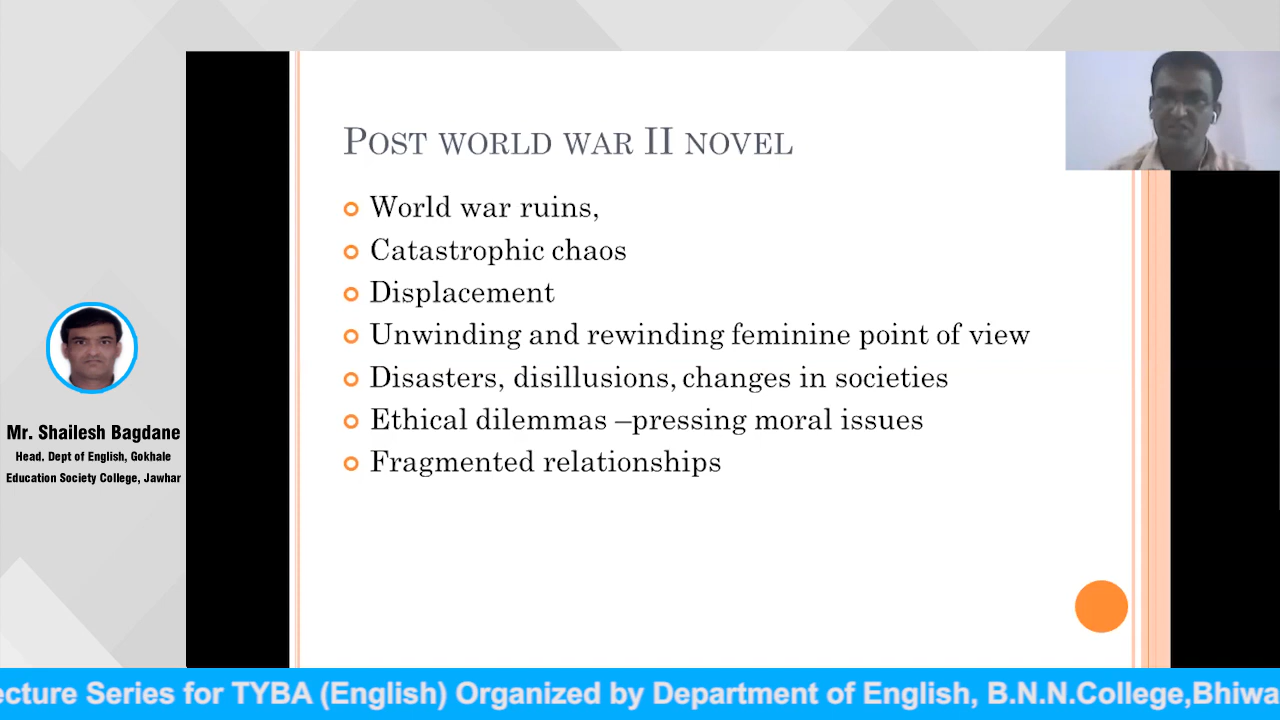 POST WORLD WAR II NOVEL
World war ruins,
Catastrophic chaos
Displacement
Unwinding and rewinding feminine point of view
Disasters, disillusions, changes in societies
Ethical dilemmas –pressing moral issues
Fragmented relationships
Mr. Shailesh Bagdane
Head. Dept of English, Gokhale
Education Society College, Jawhar
ecture Series for TYBA (English) Organized by Department of English, B.N.N.College,Bhiwa